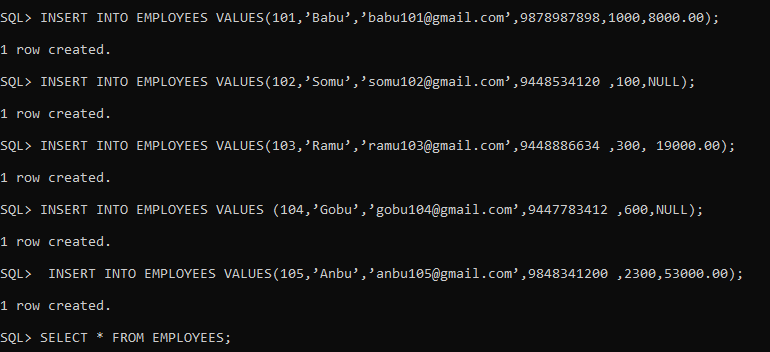 SQL> INSERT INTO EMPLOYEES VALUES(101,’Babu’,’babu101@gmail.com’,9878987898,1000,8000.00);
1 row created.
SQL> INSERT INTO EMPLOYEES VALUES(102,’Somu’,’somu102@gmail.com’,9448534120 ,100,NULL);
1 row created.
SQL> INSERT INTO EMPLOYEES VALUES(103,’Ramu’,’ramu103@gmail.com’,9448886634 ,300, 19000.00);
1 row created.
SQL> INSERT INTO EMPLOYEES VALUES (104,’Gobu’,’gobu104@gmail.com’,9447783412 ,600,NULL);
1 row created.
SQL>  INSERT INTO EMPLOYEES VALUES(105,’Anbu’,’anbu105@gmail.com’,9848341200 ,2300,53000.00);
1 row created.
SQL> SELECT * FROM EMPLOYEES;